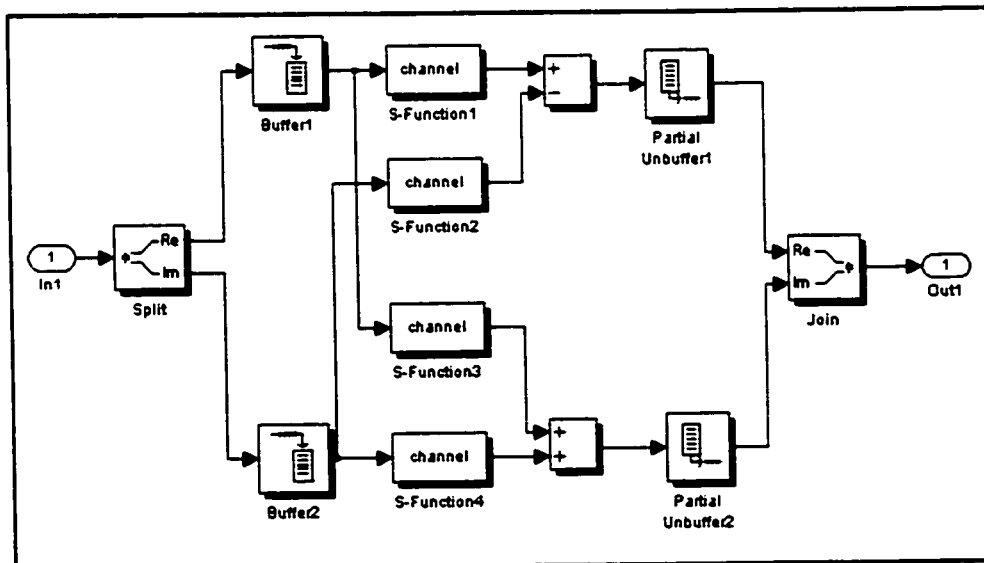 Buffer1
channel
S-Function1
+
−
Partial
Unbuffer1
channel
S-Function2
1
In1
Re
Im
Split
Re
Im
Join
1
Out1
channel
S-Function3
Buffer2
channel
S-Function4
+
+
Partial
Unbuffer2